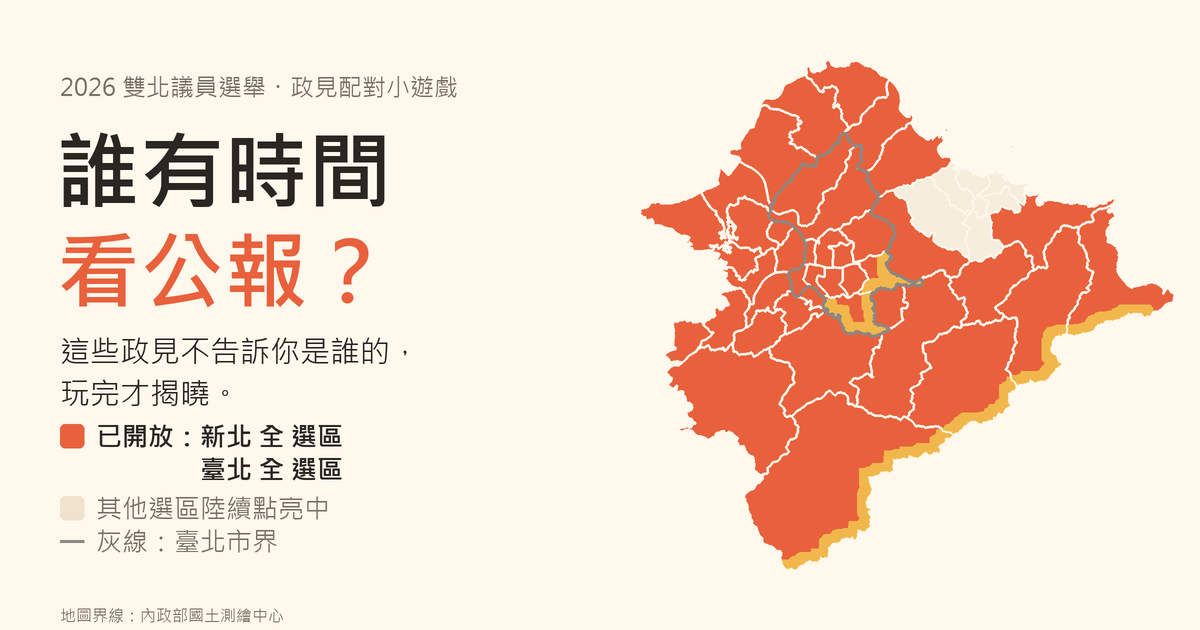 2026 雙北議員選舉・政見配對小遊戲
誰有時間
看公報？
這些政見不告訴你是誰的，
玩完才揭曉。
已開放：新北 全 選區
臺北 全 選區
其他選區陸續點亮中
灰線：臺北市界
地圖界線：內政部國土測繪中心